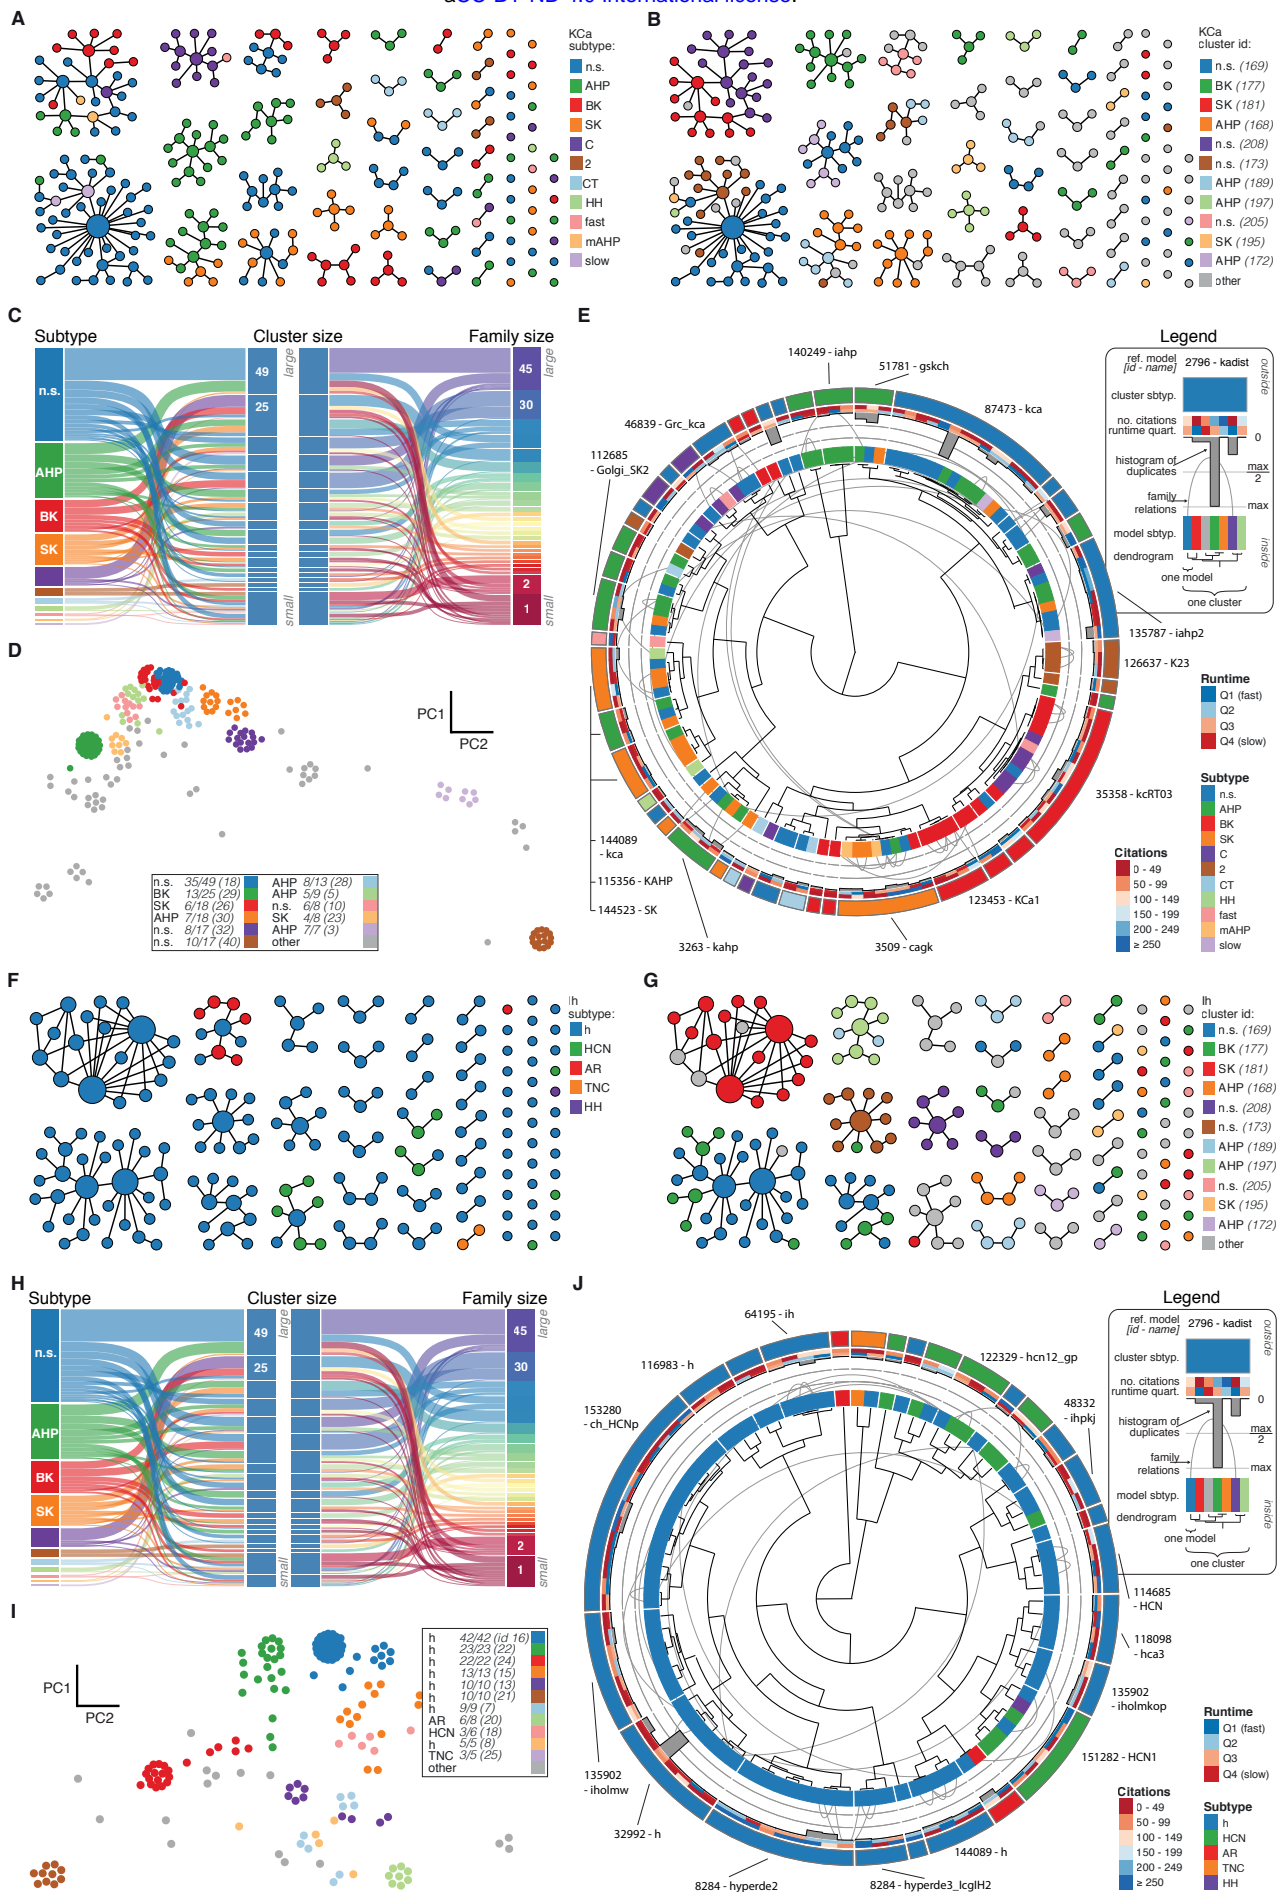 aCC-BY-ND 4.0 International license.
A
KCa
subtype:
n.s.
AHP
BK
SK
C
2
CT
HH
fast
mAHP
slow
B
KCa
cluster id:
n.s. (169)
BK (177)
SK (181)
AHP (168)
n.s. (208)
n.s. (173)
AHP (189)
AHP (197)
n.s. (205)
SK (195)
AHP (172)
other
C
Subtype
Cluster size
Family size
n.s.
AHP
BK
SK
49
25
large
small
45
30
2
1
large
small
D
PC1
PC2
n.s. 35/49 (18)
BK 13/25 (29)
SK 6/18 (26)
AHP 7/18 (30)
n.s. 8/17 (32)
n.s. 10/17 (40)
AHP 8/13 (28)
AHP 5/9 (5)
n.s. 6/8 (10)
SK 4/8 (23)
AHP 7/7 (3)
other
E
140249 - iahp
51781 - gskch
87473 - kca
46839 - Grc_kca
112685
- Golgi_SK2
135787 - iahp2
126637 - K23
35358 - kcRT03
123453 - KCa1
3509 - cagk
3263 - kahp
144089
- kca
115356 - KAHP
144523 - SK
Legend
ref. model
[id - name]
2796 - kadist
cluster sbtyp.
no. citations
runtime quart.
histogram of
duplicates
family
relations
model sbtyp.
dendrogram
one model
one cluster
0
max
2
max
outside
inside
Runtime
Q1 (fast)
Q2
Q3
Q4 (slow)
Subtype
n.s.
AHP
BK
SK
C
2
CT
HH
fast
mAHP
slow
Citations
0 - 49
50 - 99
100 - 149
150 - 199
200 - 249
≥ 250
F
Ih
subtype:
h
HCN
AR
TNC
HH
G
Ih
cluster id:
n.s. (169)
BK (177)
SK (181)
AHP (168)
n.s. (208)
n.s. (173)
AHP (189)
AHP (197)
n.s. (205)
SK (195)
AHP (172)
other
H
Subtype
Cluster size
Family size
n.s.
AHP
BK
SK
49
25
large
small
45
30
2
1
large
small
I
PC1
PC2
h 42/42 (id 16)
h 23/23 (22)
h 22/22 (24)
h 13/13 (15)
h 10/10 (13)
h 10/10 (21)
h 9/9 (7)
AR 6/8 (20)
HCN 3/6 (18)
h 5/5 (8)
TNC 3/5 (25)
other
J
64195 - ih
122329 - hcn12_gp
116983 - h
153280
- ch_HCNp
48332
- ihpkj
114685
- HCN
118098
- hca3
135902
- iholmkop
151282 - HCN1
144089 - h
8284 - hyperde3_lcglH2
8284 - hyperde2
32992 - h
135902
- iholmw
Legend
ref. model
[id - name]
2796 - kadist
cluster sbtyp.
no. citations
runtime quart.
histogram of
duplicates
family
relations
model sbtyp.
dendrogram
one model
one cluster
0
max
2
max
outside
inside
Runtime
Q1 (fast)
Q2
Q3
Q4 (slow)
Citations
0 - 49
50 - 99
100 - 149
150 - 199
200 - 249
≥ 250
Subtype
h
HCN
AR
TNC
HH